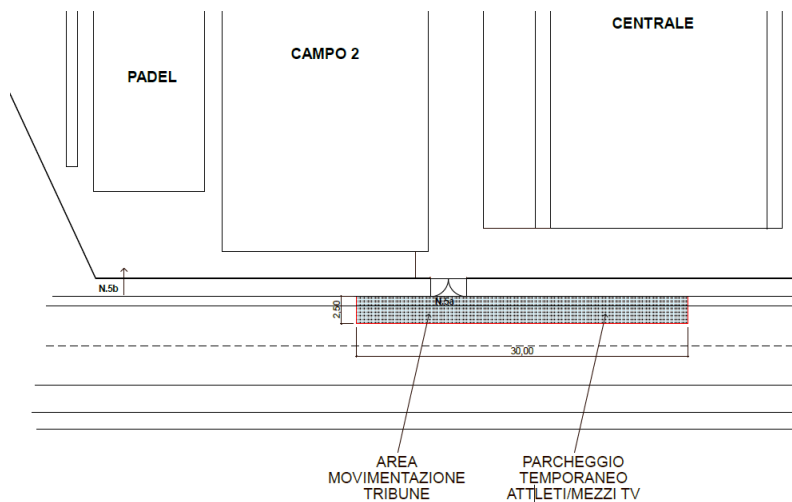 CENTRALE
CAMPO 2
PADEL
N.5b
N.5a
2,50
30,00
AREA
MOVIMENTAZIONE
TRIBUNE
PARCHEGGIO
TEMPORANEO
ATTLETI/MEZZI TV